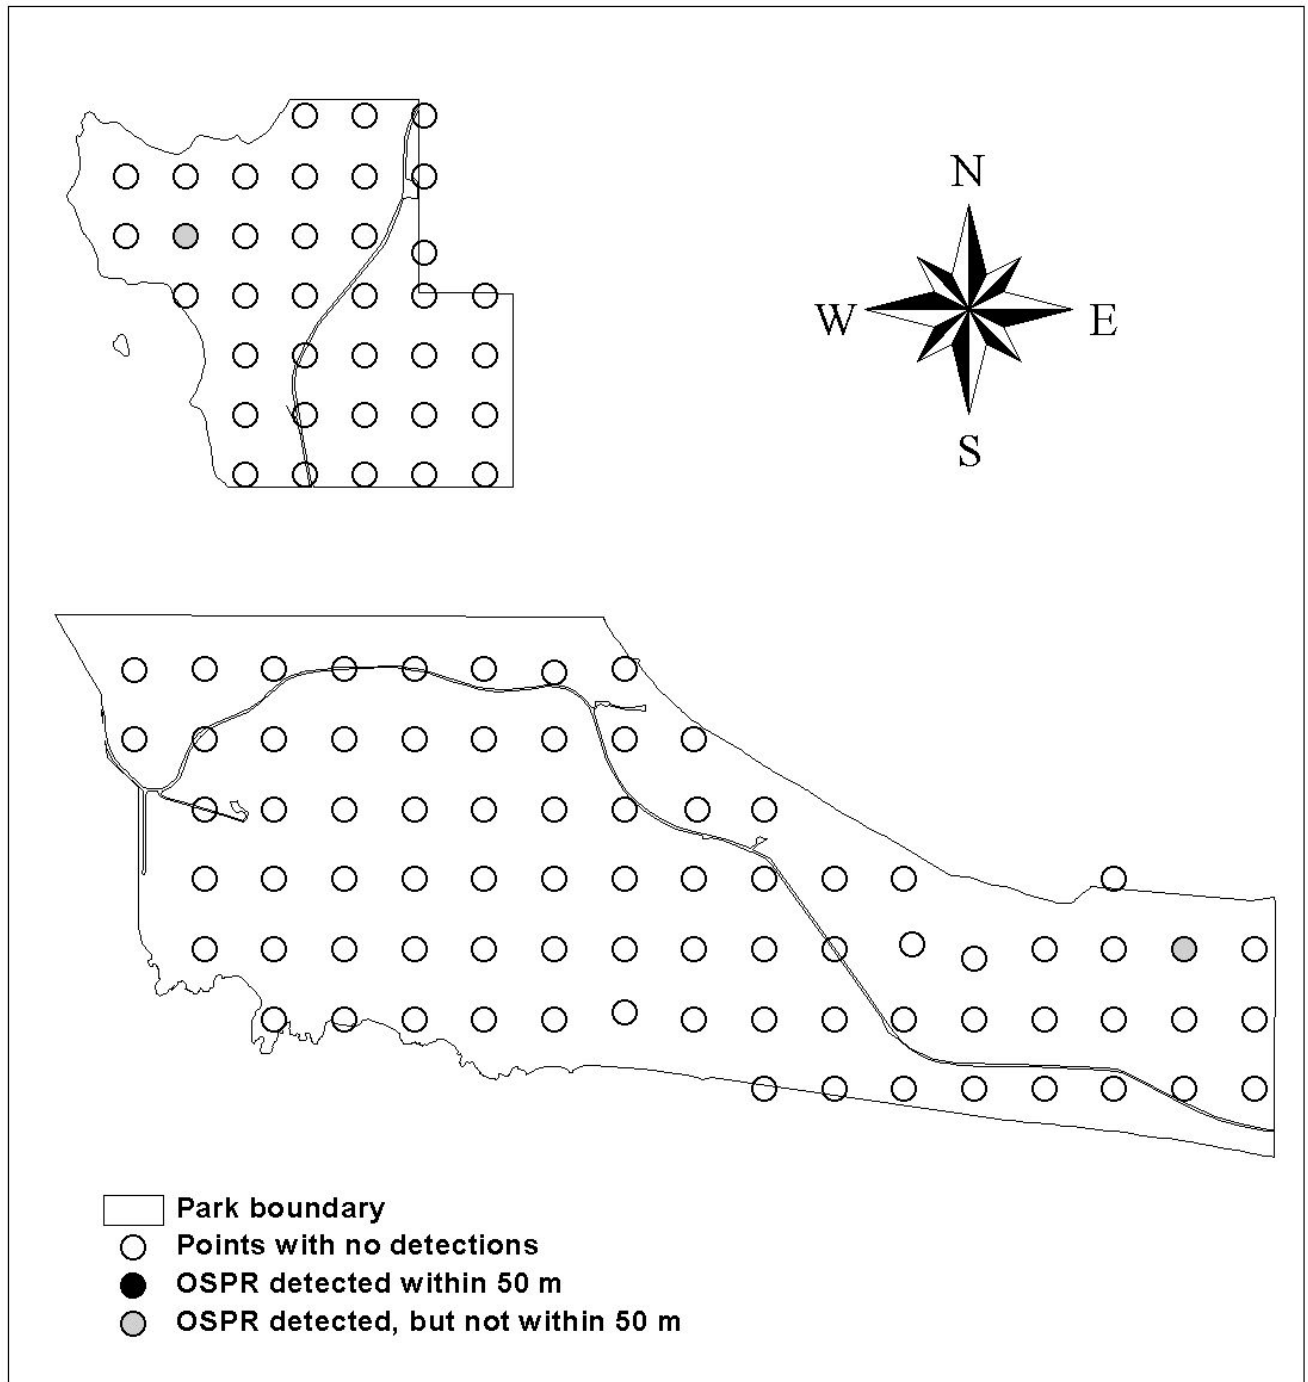 N
W
E
S
Park boundary
Points with no detections
OSPR detected within 50 m
OSPR detected, but not within 50 m